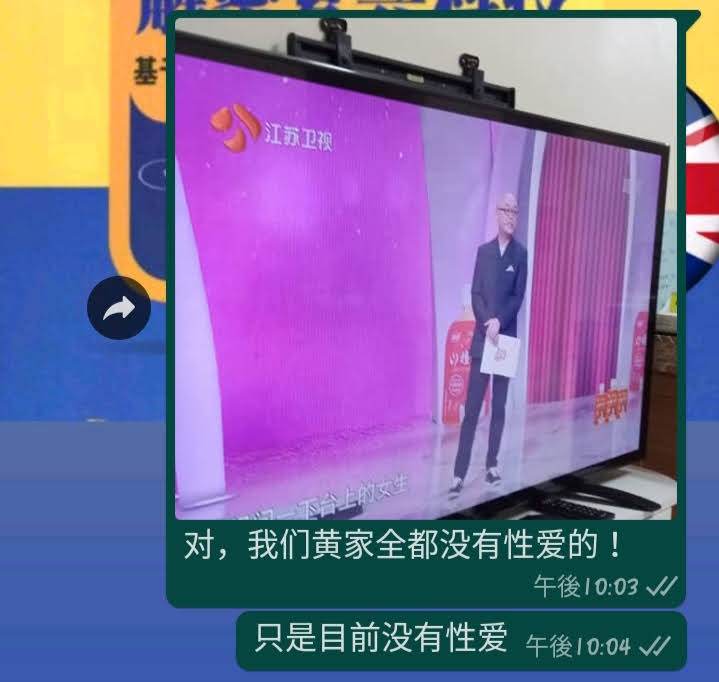 基
江苏卫视
一下台上的女生
对，我们黄家全都没有性爱的！
午後10:03
只是目前没有性爱
午後10:04